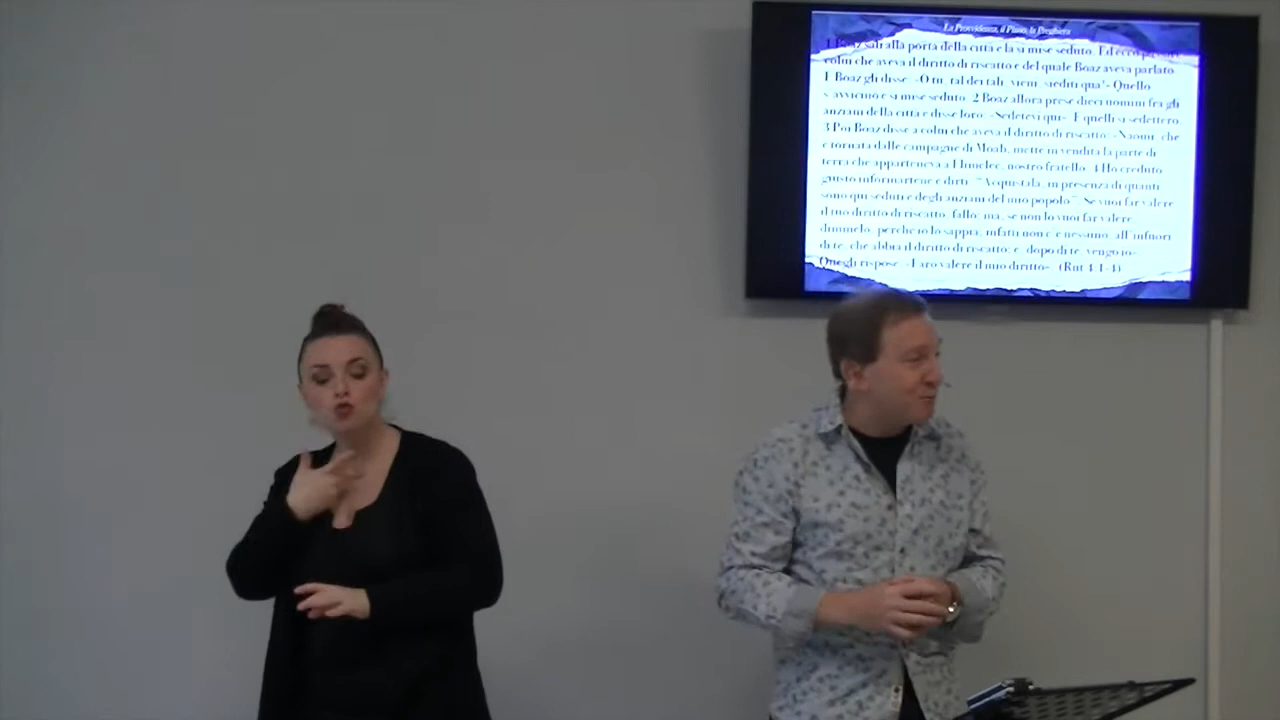 La Provvidenza, il Piano, la Preghiera
1 Boaz salì alla porta della città e là si mise seduto. Ed ecco passare
colui che aveva il diritto di riscatto e del quale Boaz aveva parlato.
E Boaz gli disse: «O tu, tal dei tali, vieni, siediti qua!» Quello
s'avvicinò e si mise seduto. 2 Boaz allora prese dieci uomini fra gli
anziani della città e disse loro: «Sedetevi qui». E quelli si sedettero.
3 Poi Boaz disse a colui che aveva il diritto di riscatto: «Naomi, che
è tornata dalle campagne di Moab, mette in vendita la parte di
terra che apparteneva a Elimelec, nostro fratello. 4 Ho creduto
giusto informartene e dirti: "Acquistala, in presenza di quanti
sono qui seduti e degli anziani del mio popolo". Se vuoi far valere
il tuo diritto di riscatto, fallo; ma, se non lo vuoi far valere,
dimmelo, perché io lo sappia; infatti non c'è nessuno, all'infuori
di te, che abbia il diritto di riscatto; e, dopo di te, vengo io».
Quegli rispose: «Farò valere il mio diritto». (Rut 4:1-4)